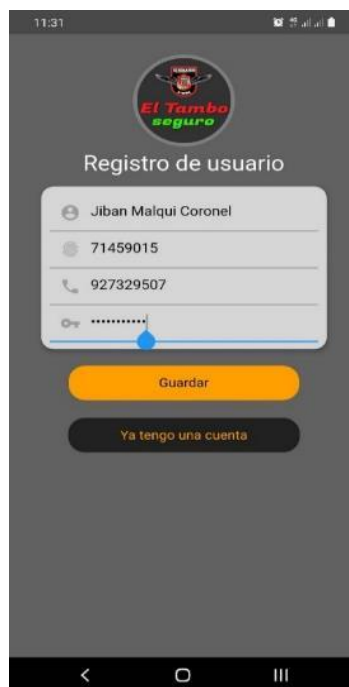 11:31
El Tambo
seguro
Registro de usuario
Jiban Malqui Coronel
71459015
927329507
•••••••••••
Guardar
Ya tengo una cuenta